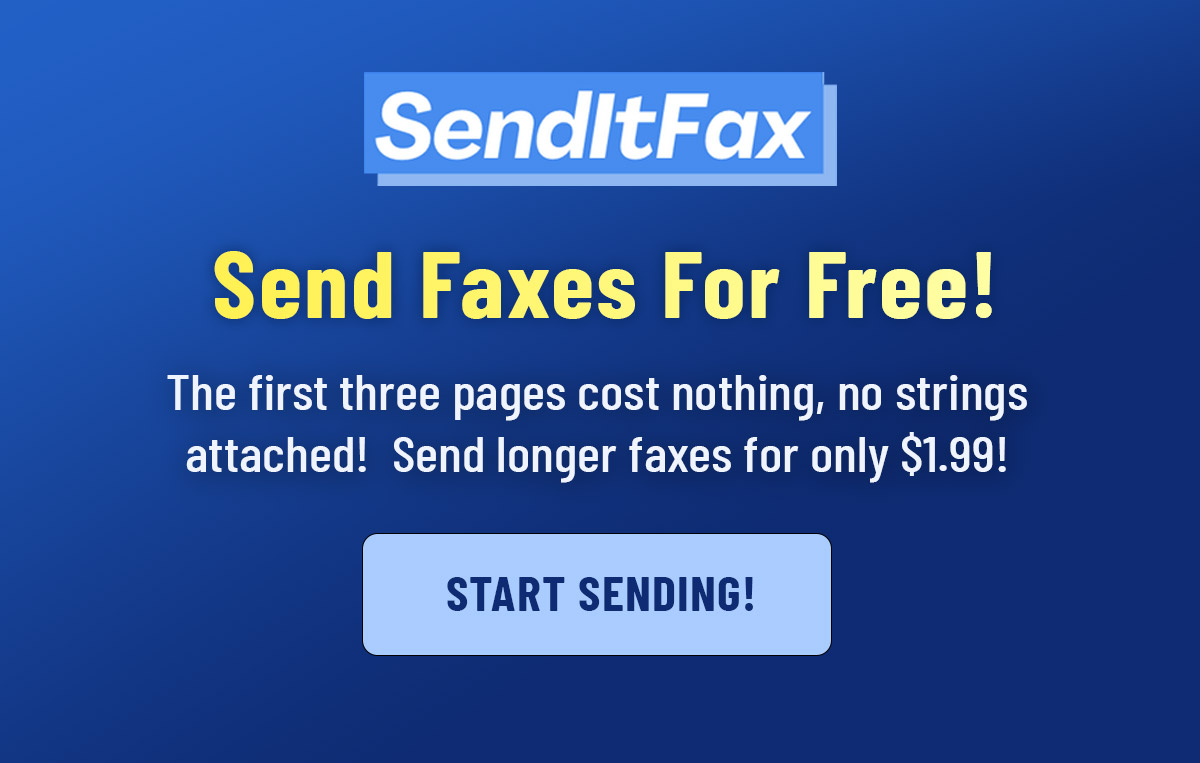 SendItFax
Send Faxes For Free!
The first three pages cost nothing, no strings
attached!  Send longer faxes for only $1.99!
START SENDING!